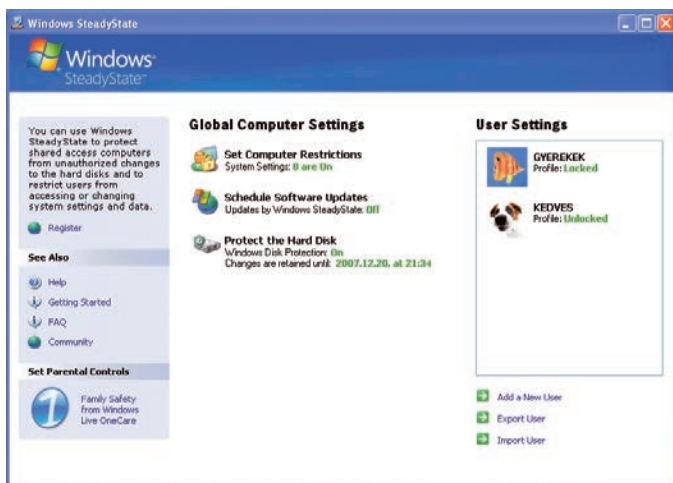 Windows SteadyState
Windows
SteadyState™
You can use Windows
SteadyState to protect
shared access computers
from unauthorized changes
to the hard disks and to
restrict users from
accessing or changing
system settings and data.
Register
See Also
Help
Getting Started
FAQ
Community
Set Parental Controls
Family Safety
from Windows
Live OneCare
Global Computer Settings
Set Computer Restrictions
System Settings: 8 are On
Schedule Software Updates
Updates by Windows SteadyState: Off
Protect the Hard Disk
Windows Disk Protection: On
Changes are retained until: 2007.12.20. at 21:34
User Settings
GYEREKEK
Profile: Locked
KEDVES
Profile: Unlocked
Add a New User
Export User
Import User